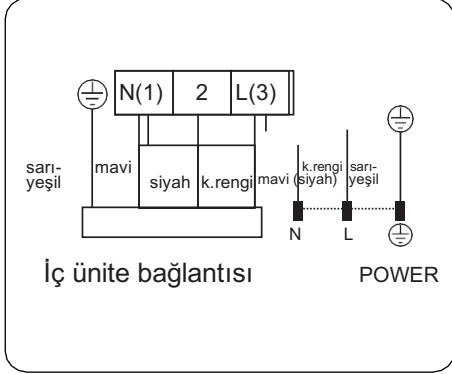 N(1) 2 L(3)
sarı-
yeşil
mavi
siyah
k.rengi
mavi (siyah)
k.rengi
sarı-
yeşil
N L
İç ünite bağlantısı
POWER